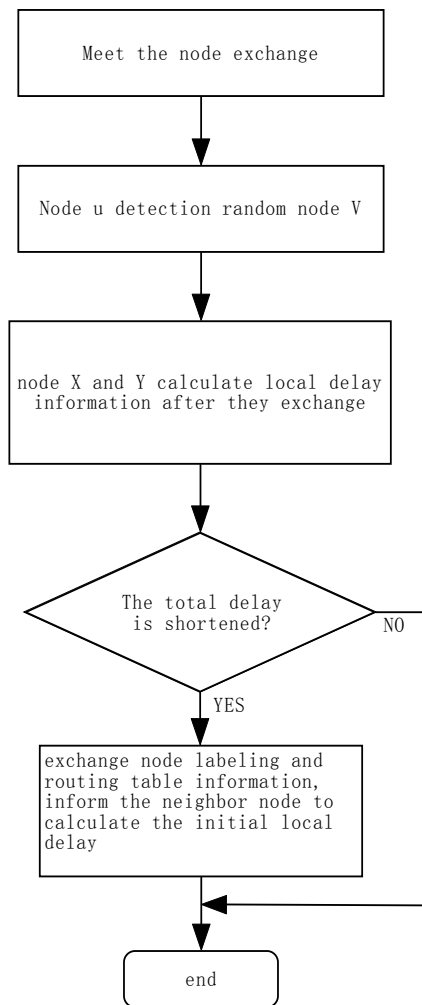 Meet the node exchange
Node u detection random node V
node X and Y calculate local delay
information after they exchange
The total delay
is shortened?
NO
YES
exchange node labeling and
routing table information,
inform the neighbor node to
calculate the initial local
delay
end